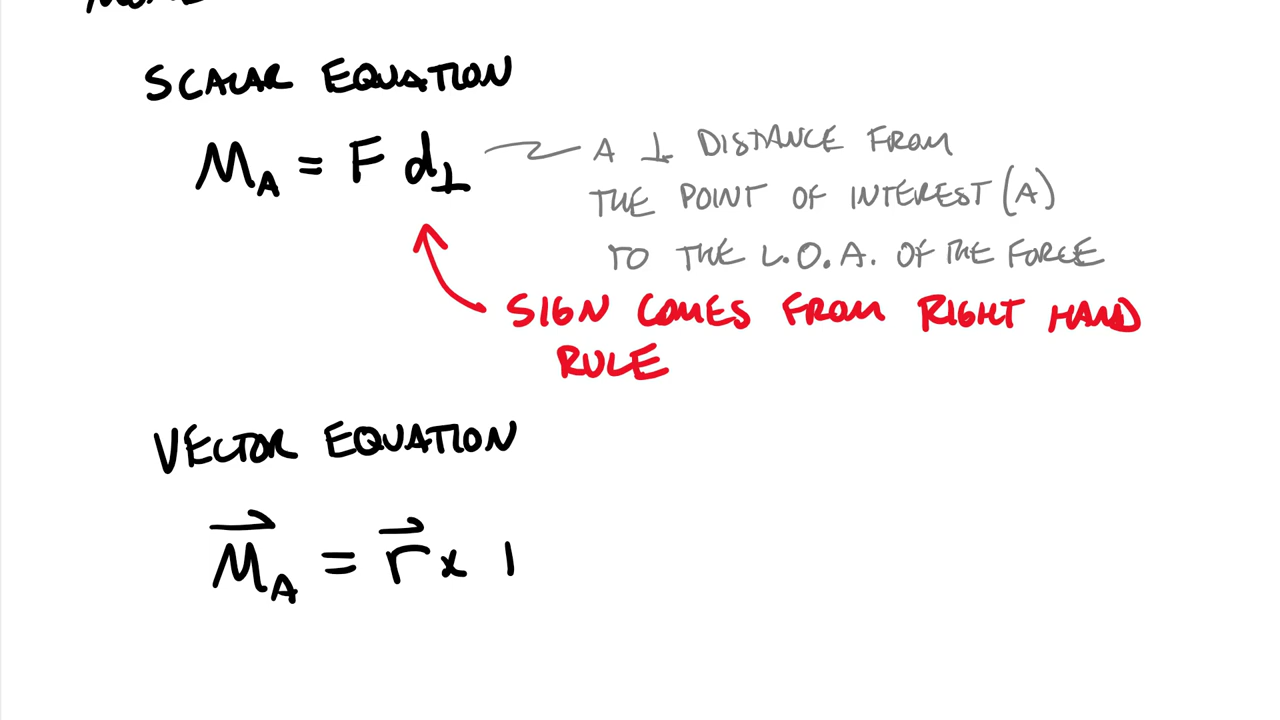 SCALAR EQUATION
M_A = F d_⊥
A ⊥ DISTANCE FROM
THE POINT OF INTEREST (A)
TO THE L.O.A. OF THE FORCE
SIGN COMES FROM RIGHT HAND
RULE
VECTOR EQUATION
M⃗_A = r⃗ ×